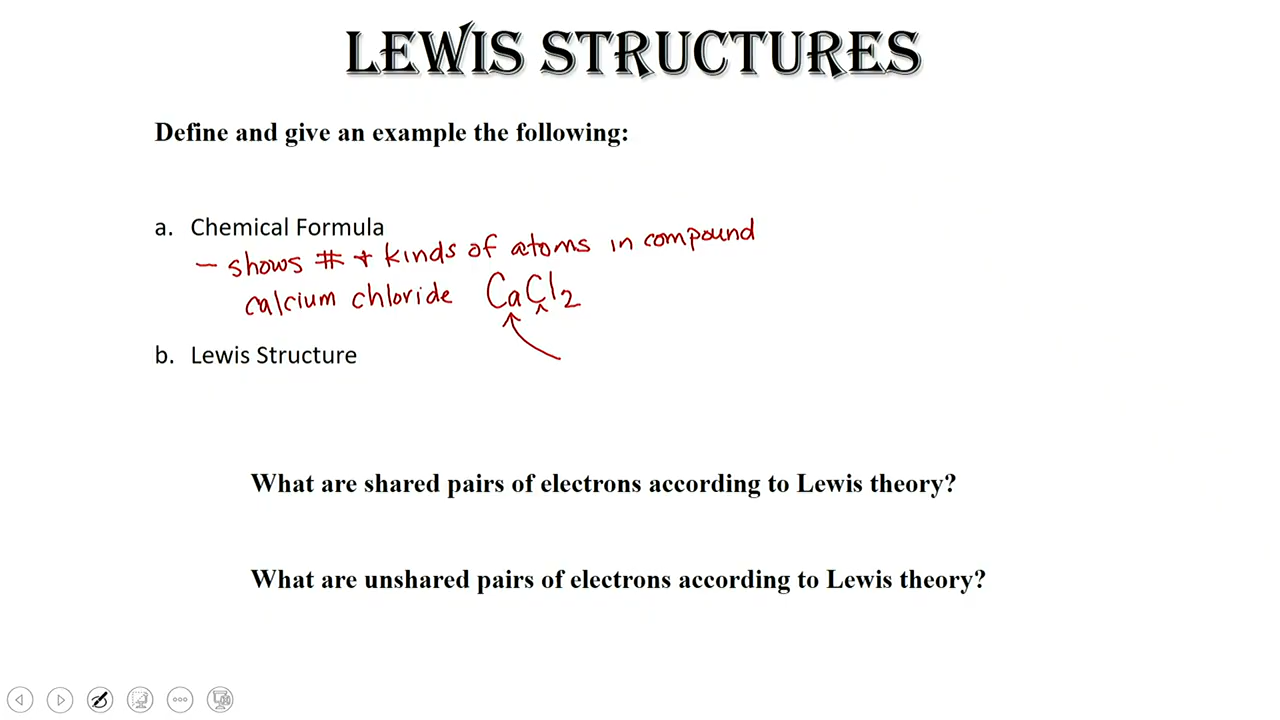 LEWIS STRUCTURES
Define and give an example the following:
a. Chemical Formula
– shows # + kinds of atoms in compound
calcium chloride CaCl₂
b. Lewis Structure
What are shared pairs of electrons according to Lewis theory?
What are unshared pairs of electrons according to Lewis theory?